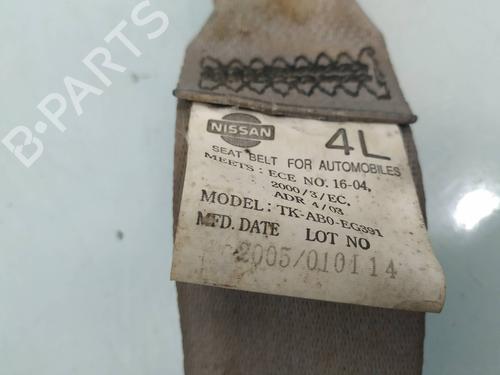 B-PARTS
NISSAN
4L
SEAT BELT FOR AUTOMOBILES
MEETS : ECE NO. 16-04,
2000/3/EC,
ADR 4/03
MODEL: TK-AB0-EG391
MFD. DATE LOT NO
2005/010114